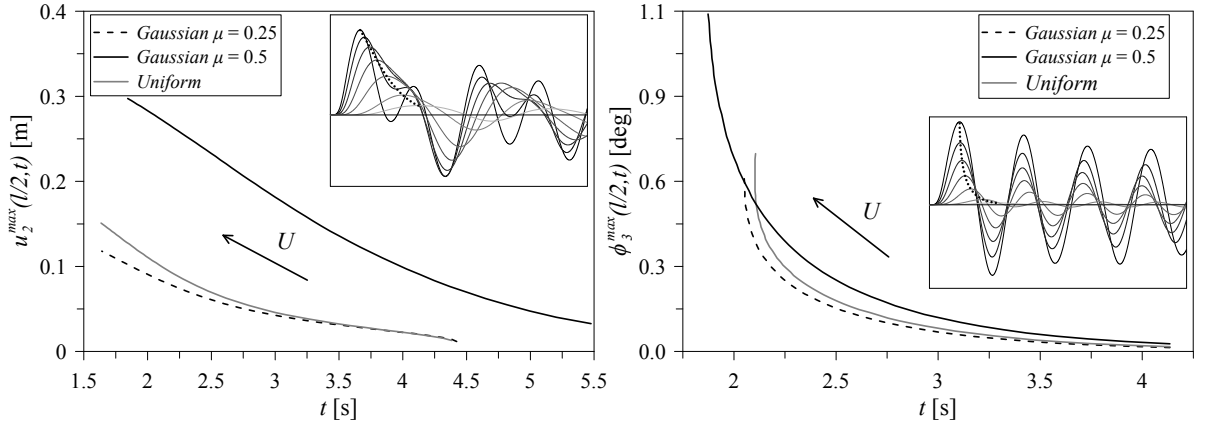 0.4
0.3
0.2
0.1
0
1.5
2
2.5
3
3.5
4
4.5
5
5.5
t [s]
u₂ᵐᵃˣ(l/2,t) [m]
Gaussian μ = 0.25
Gaussian μ = 0.5
Uniform
U
1.1
0.9
0.6
0.3
0.0
2
2.5
3
3.5
4
t [s]
ϕ₃ᵐᵃˣ(l/2,t) [deg]
Gaussian μ = 0.25
Gaussian μ = 0.5
Uniform
U